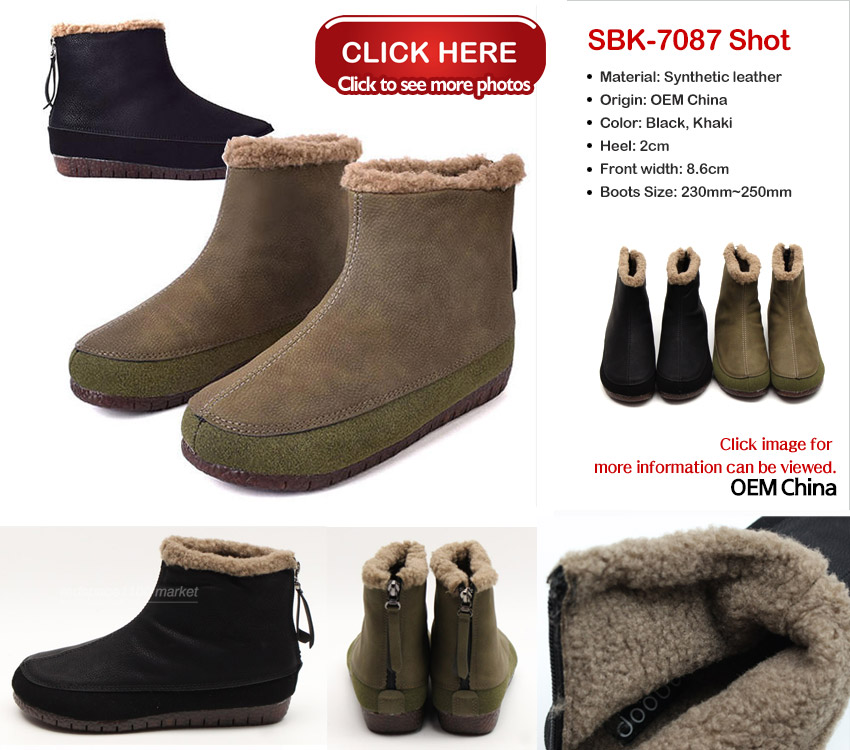 CLICK HERE
Click to see more photos
SBK-7087 Shot
• Material: Synthetic leather
• Origin: OEM China
• Color: Black, Khaki
• Heel: 2cm
• Front width: 8.6cm
• Boots Size: 230mm~250mm
Click image for
more information can be viewed.
OEM China
market